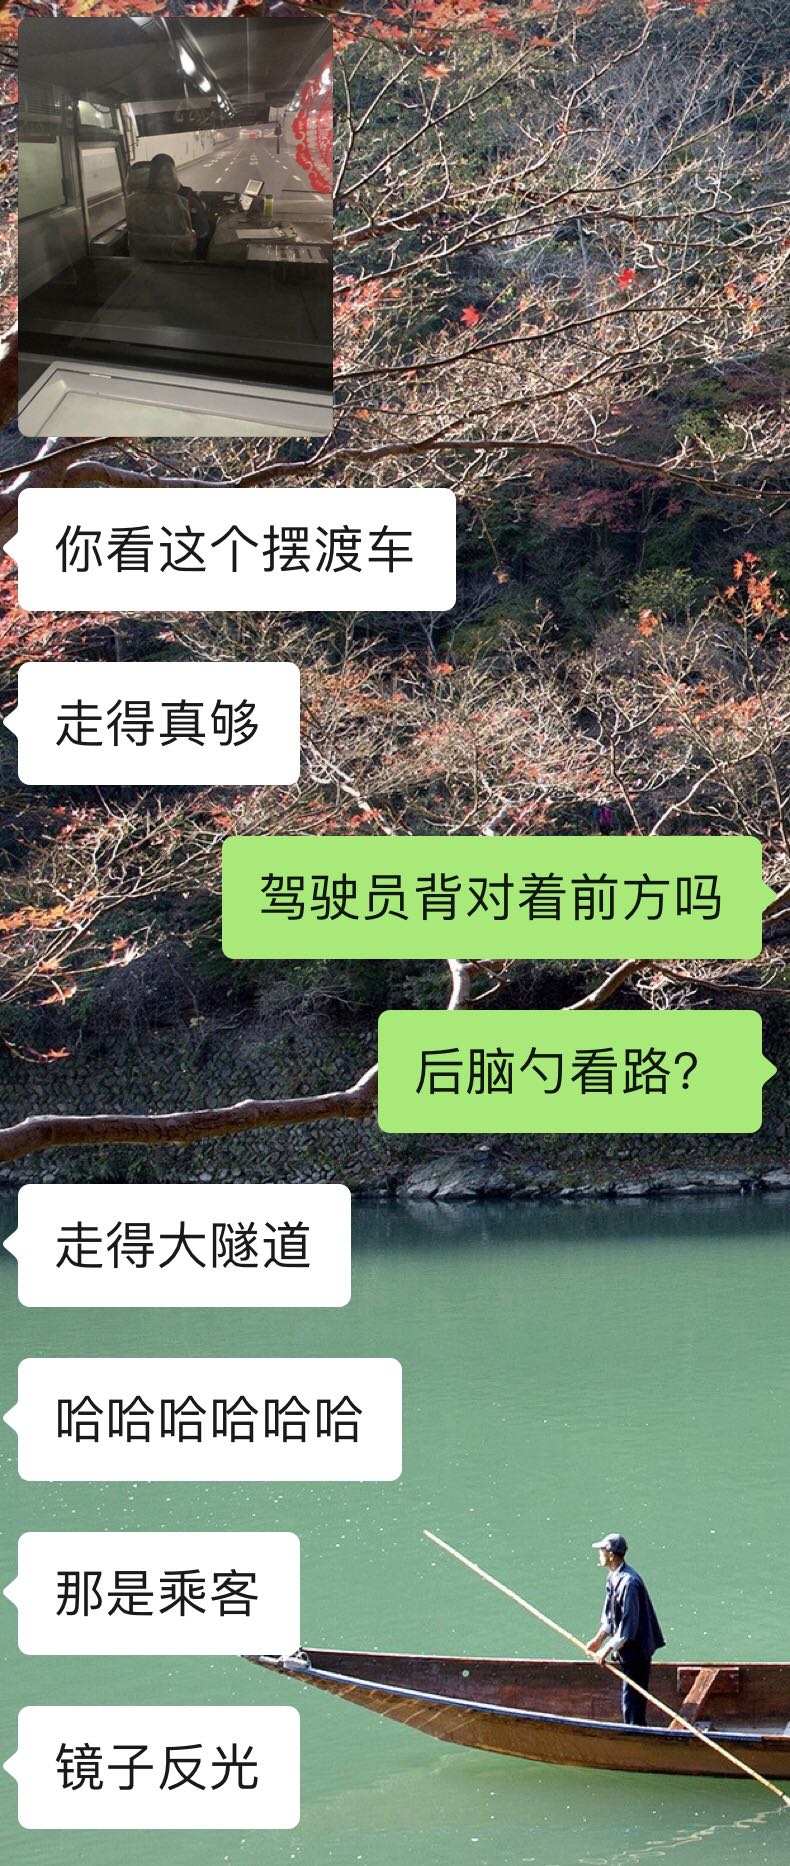 你看这个摆渡车
走得真够
驾驶员背对着前方吗
后脑勺看路？
走得大隧道
哈哈哈哈哈哈
那是乘客
镜子反光